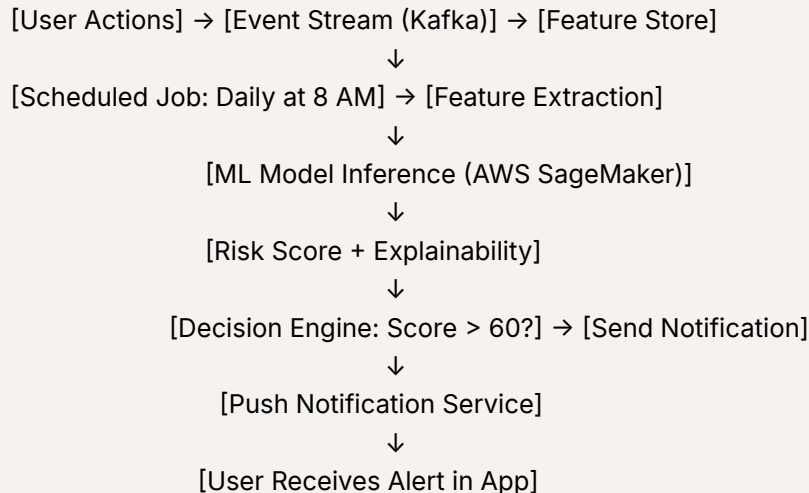 [User Actions] → [Event Stream (Kafka)] → [Feature Store]
↓
[Scheduled Job: Daily at 8 AM] → [Feature Extraction]
↓
[ML Model Inference (AWS SageMaker)]
↓
[Risk Score + Explainability]
↓
[Decision Engine: Score > 60?] → [Send Notification]
↓
[Push Notification Service]
↓
[User Receives Alert in App]